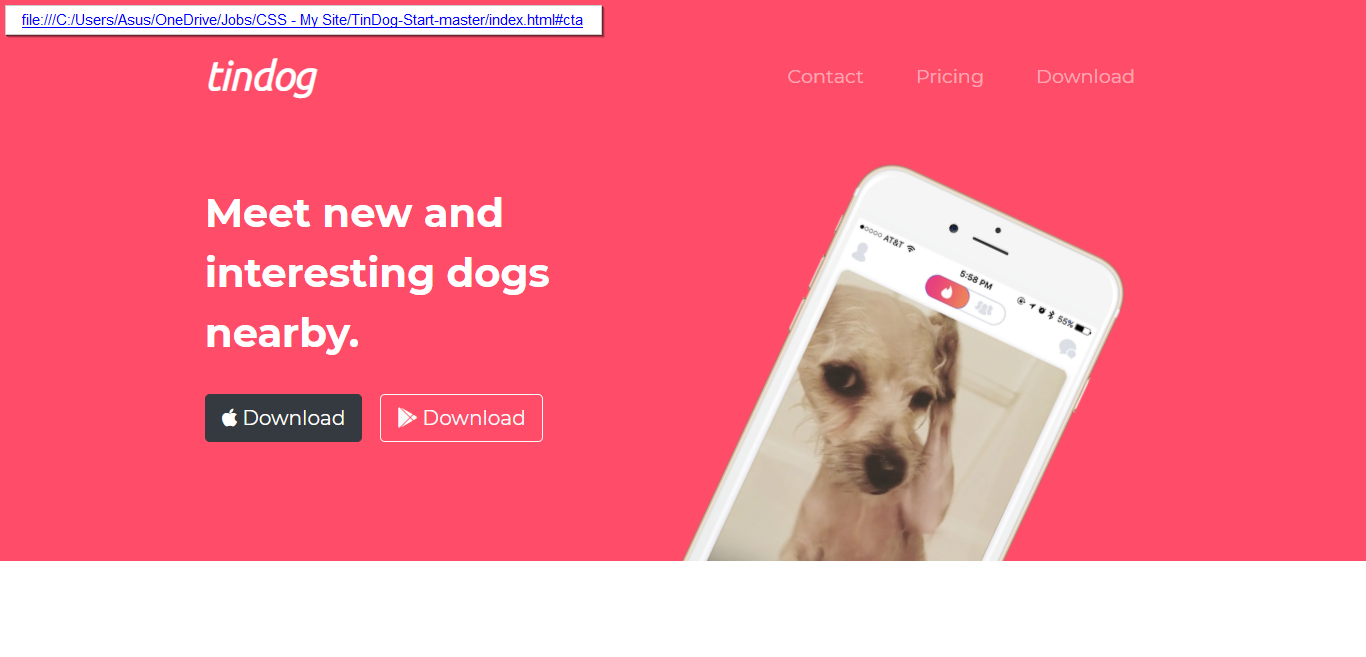 file:///C:/Users/Asus/OneDrive/Jobs/CSS - My Site/TinDog-Start-master/index.html#cta
tindog
Contact Pricing Download
Meet new and
interesting dogs
nearby.
Download Download
AT&T
5:58 PM
55%